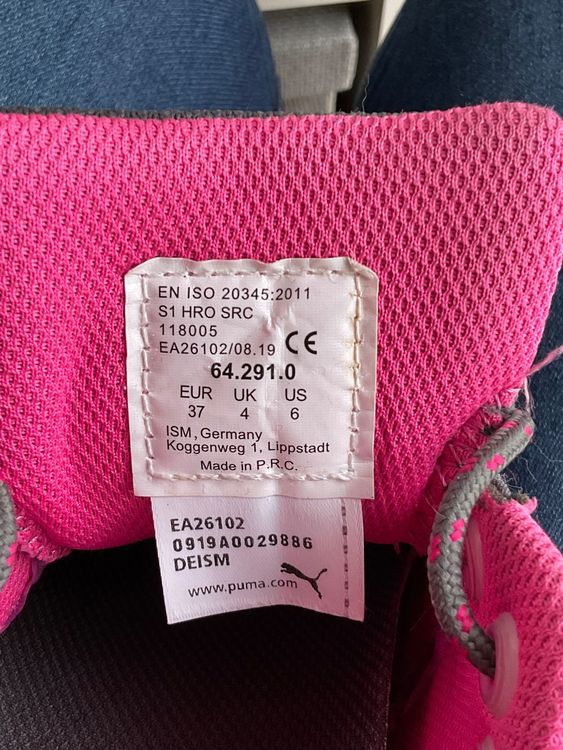 EN ISO 20345:2011
S1 HRO SRC
118005
EA26102/08.19 CE
64.291.0
EUR UK US
37 4 6
ISM, Germany
Koggenweg 1, Lippstadt
Made in P.R.C.
EA26102
0919A0029886
DEISM
www.puma.com